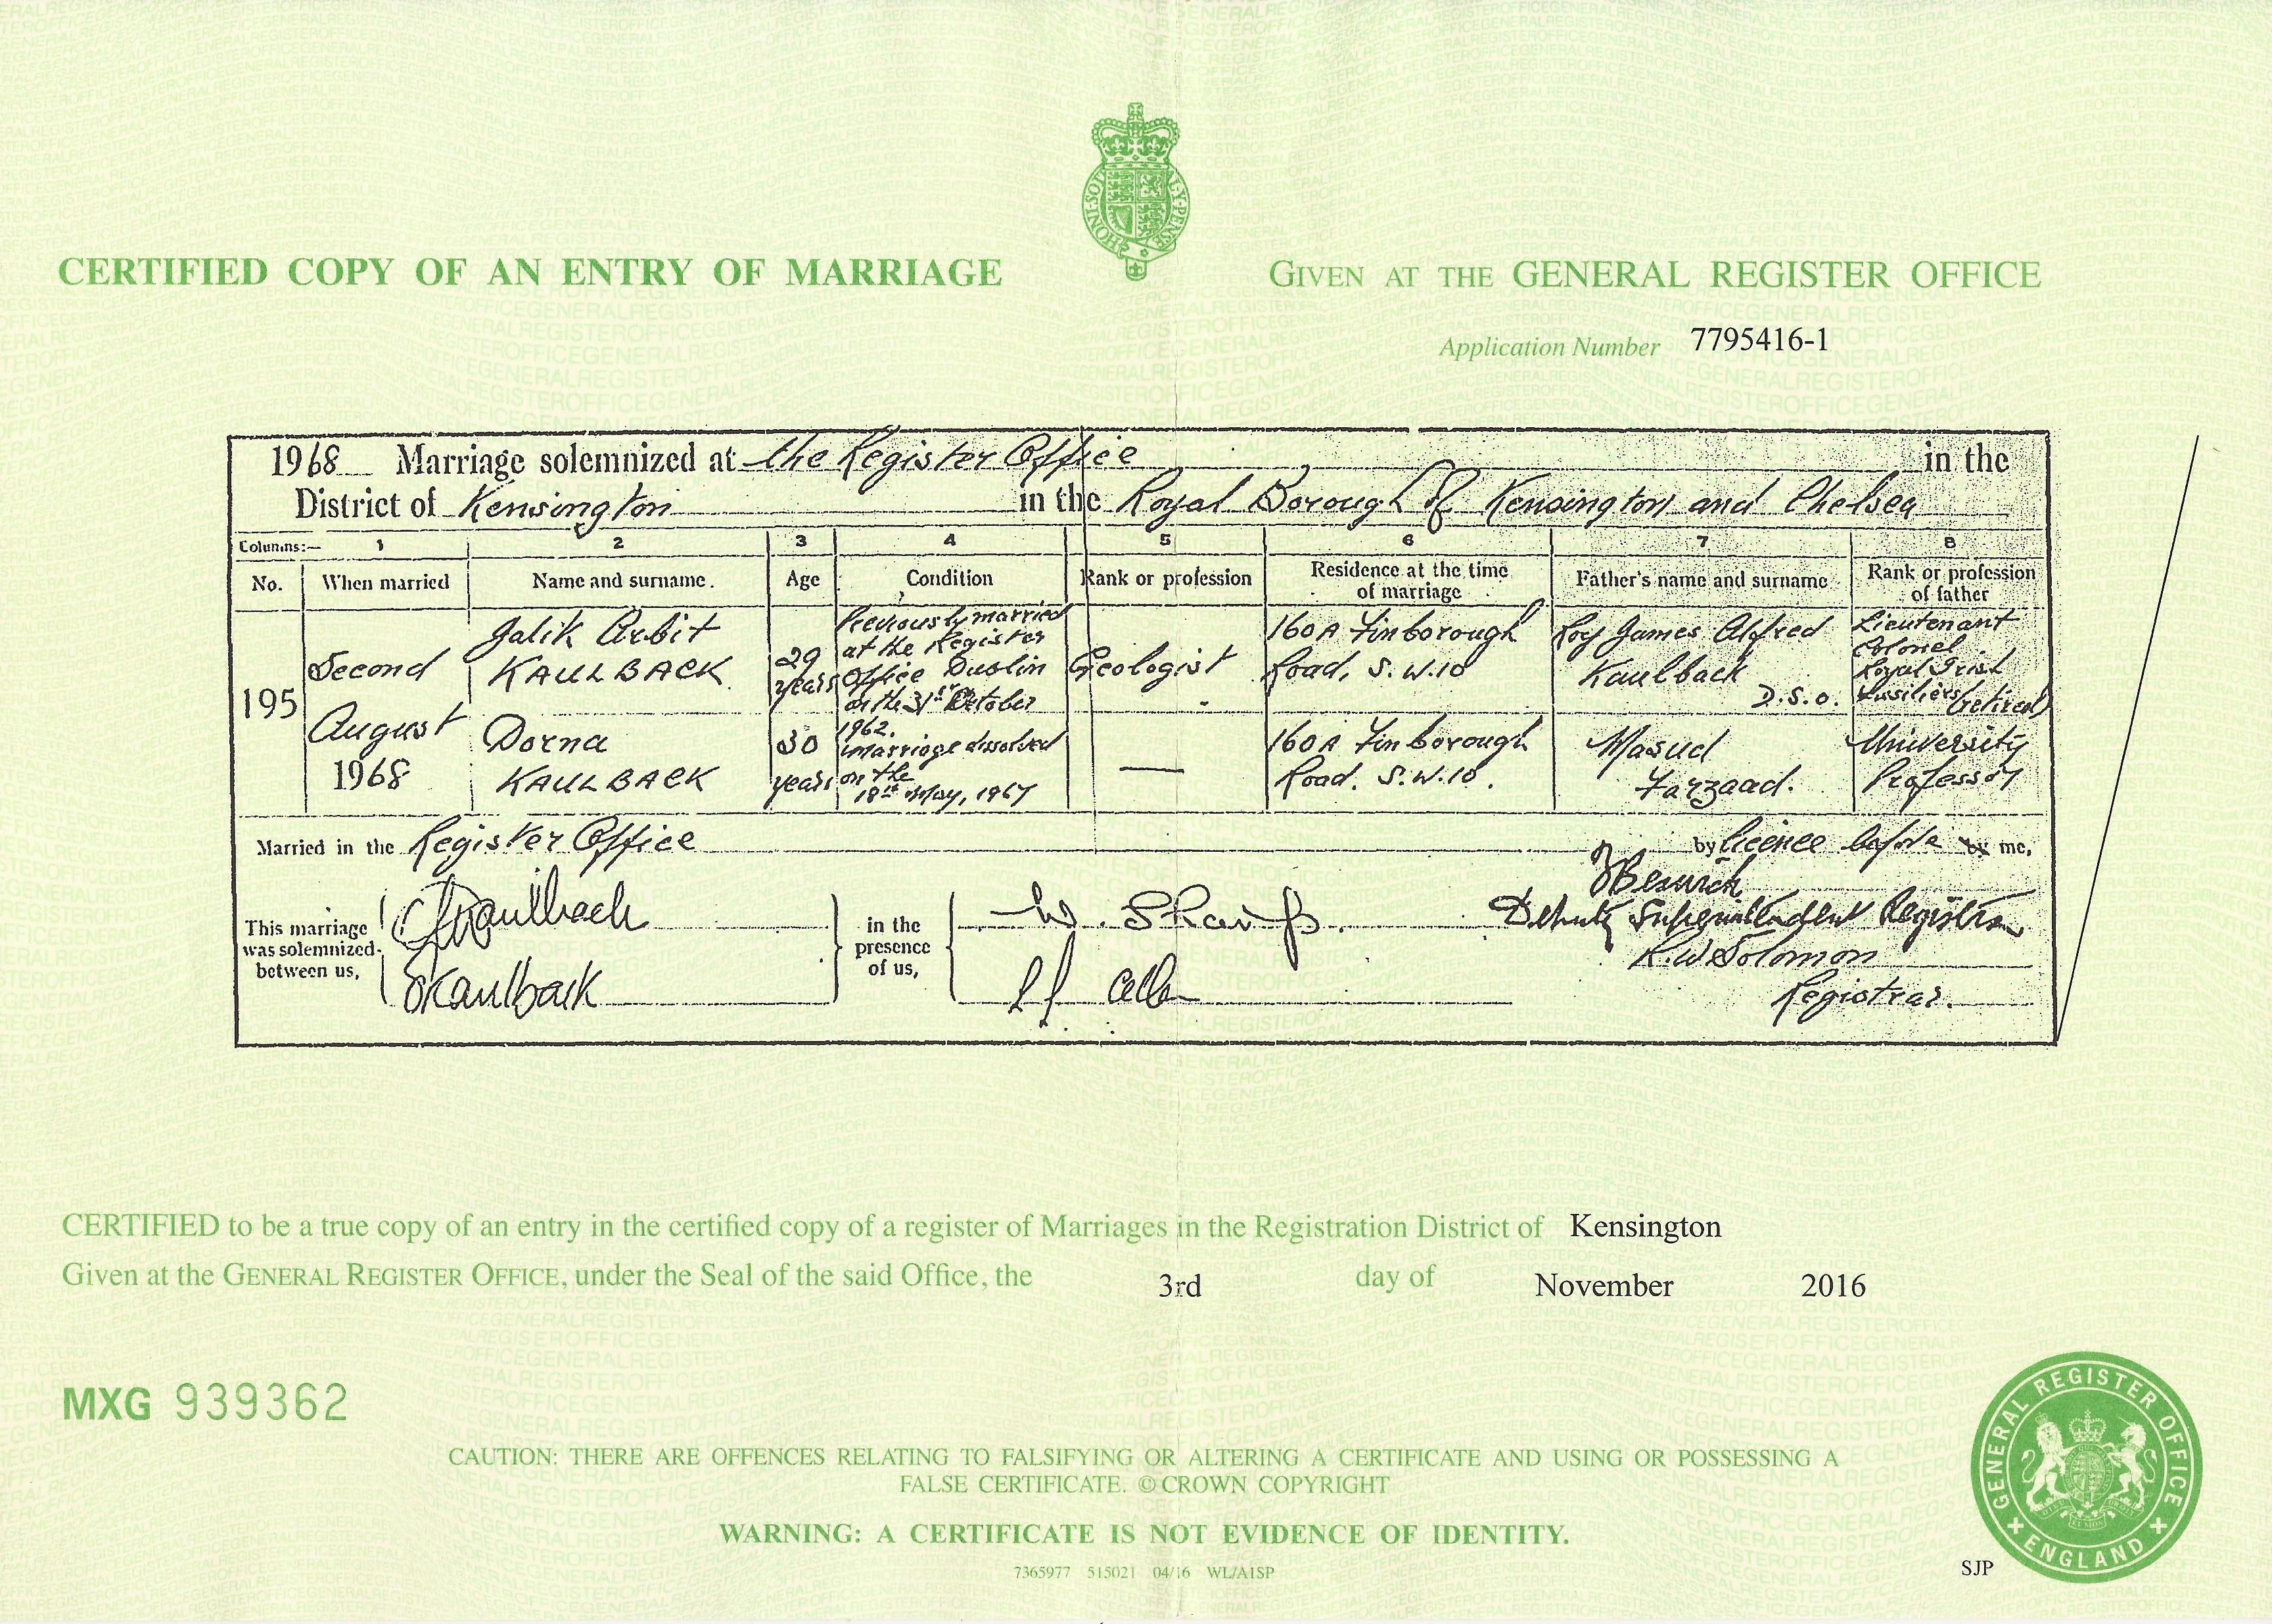 HONI·SOI
QUI·MAL·Y·PENSE
CERTIFIED COPY OF AN ENTRY OF MARRIAGE
GIVEN AT THE GENERAL REGISTER OFFICE
Application Number 7795416-1
1968 Marriage solemnized at the Register Office in the
District of Kensington in the Royal Borough of Kensington and Chelsea
Columns:— 1 2 3 4 5 6 7 8
No. When married Name and surname. Age Condition Rank or profession Residence at the time of marriage Father's name and surname Rank or profession of father
195
Second
August
1968
Jalik Arbit
KAULBACK
29
years
Previously married
at the Register
Office Dublin
on the 31st October
1962.
marriage dissolved
on the
18th May, 1967
Geologist
160A Finborough
Road, S.W.10
Roy James Alfred
Kaulback
D.S.O.
Lieutenant
Colonel
Royal Irish
Fusiliers (retired)
Dorna
KAULBACK
30
years
—
160A Finborough
Road. S.W.10.
Masud
Farzaad.
University
Professor
Married in the Register Office by licence before by me,
This marriage
was solemnized
between us,
Kaulback
DKaulback
in the
presence
of us,
W. Sharp.
Deputy Superintendent Registrar
R.W Solomon
Registrar.
CERTIFIED to be a true copy of an entry in the certified copy of a register of Marriages in the Registration District of Kensington
Given at the GENERAL REGISTER OFFICE, under the Seal of the said Office, the 3rd day of November 2016
MXG 939362
CAUTION: THERE ARE OFFENCES RELATING TO FALSIFYING OR ALTERING A CERTIFICATE AND USING OR POSSESSING A
FALSE CERTIFICATE. © CROWN COPYRIGHT
WARNING: A CERTIFICATE IS NOT EVIDENCE OF IDENTITY.
7365977 515021 04/16 WL/A1SP
SJP
GENERAL REGISTER OFFICE
ENGLAND